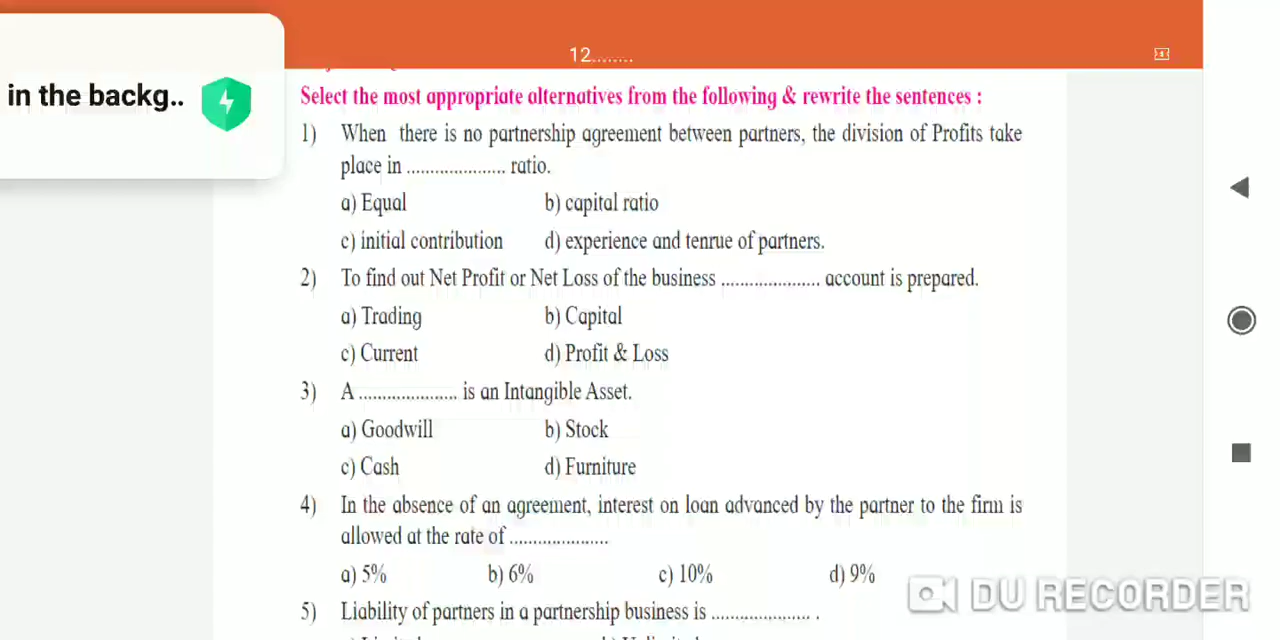 12........
in the backg..
Select the most appropriate alternatives from the following & rewrite the sentences :
1) When there is no partnership agreement between partners, the division of Profits take
place in ..................... ratio.
a) Equal b) capital ratio
c) initial contribution d) experience and tenrue of partners.
2) To find out Net Profit or Net Loss of the business ..................... account is prepared.
a) Trading b) Capital
c) Current d) Profit & Loss
3) A ..................... is an Intangible Asset.
a) Goodwill b) Stock
c) Cash d) Furniture
4) In the absence of an agreement, interest on loan advanced by the partner to the firm is
allowed at the rate of .....................
a) 5% b) 6% c) 10% d) 9%
5) Liability of partners in a partnership business is ..................... .
DU RECORDER